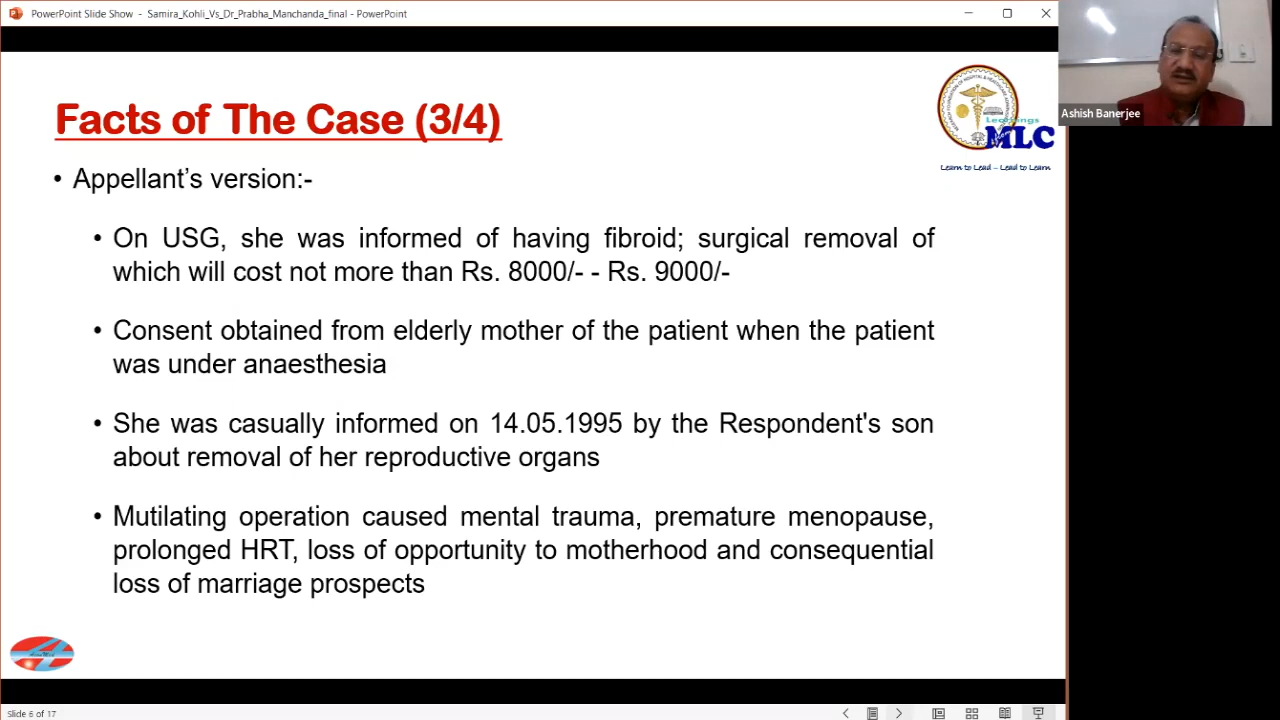 PowerPoint Slide Show - Samira_Kohli_Vs_Dr_Prabha_Manchanda_final - PowerPoint
Ashish Banerjee
Facts of The Case (3/4)
Learnings
MLC
Learn to Lead – Lead to Learn
• Appellant’s version:-
• On USG, she was informed of having fibroid; surgical removal of
which will cost not more than Rs. 8000/- - Rs. 9000/-
• Consent obtained from elderly mother of the patient when the patient
was under anaesthesia
• She was casually informed on 14.05.1995 by the Respondent's son
about removal of her reproductive organs
• Mutilating operation caused mental trauma, premature menopause,
prolonged HRT, loss of opportunity to motherhood and consequential
loss of marriage prospects
Slide 6 of 17